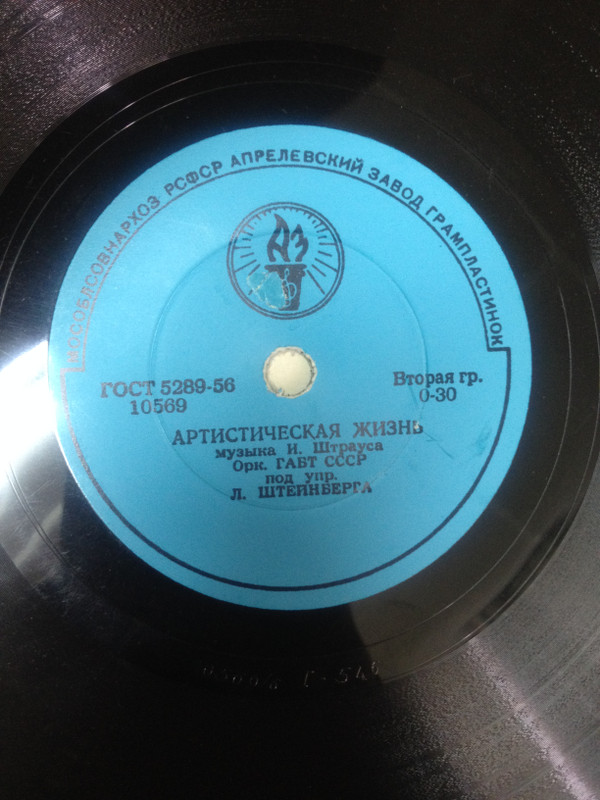 МОСОБЛСОВНАРХОЗ РСФСР АПРЕЛЕВСКИЙ ЗАВОД ГРАМПЛАСТИНОК
АЗ
ГОСТ 5289-56
10569
Вторая гр.
0-30
АРТИСТИЧЕСКАЯ ЖИЗНЬ
музыка И. Штрауса
Орк. ГАБТ СССР
под упр.
Л. ШТЕЙНБЕРГА